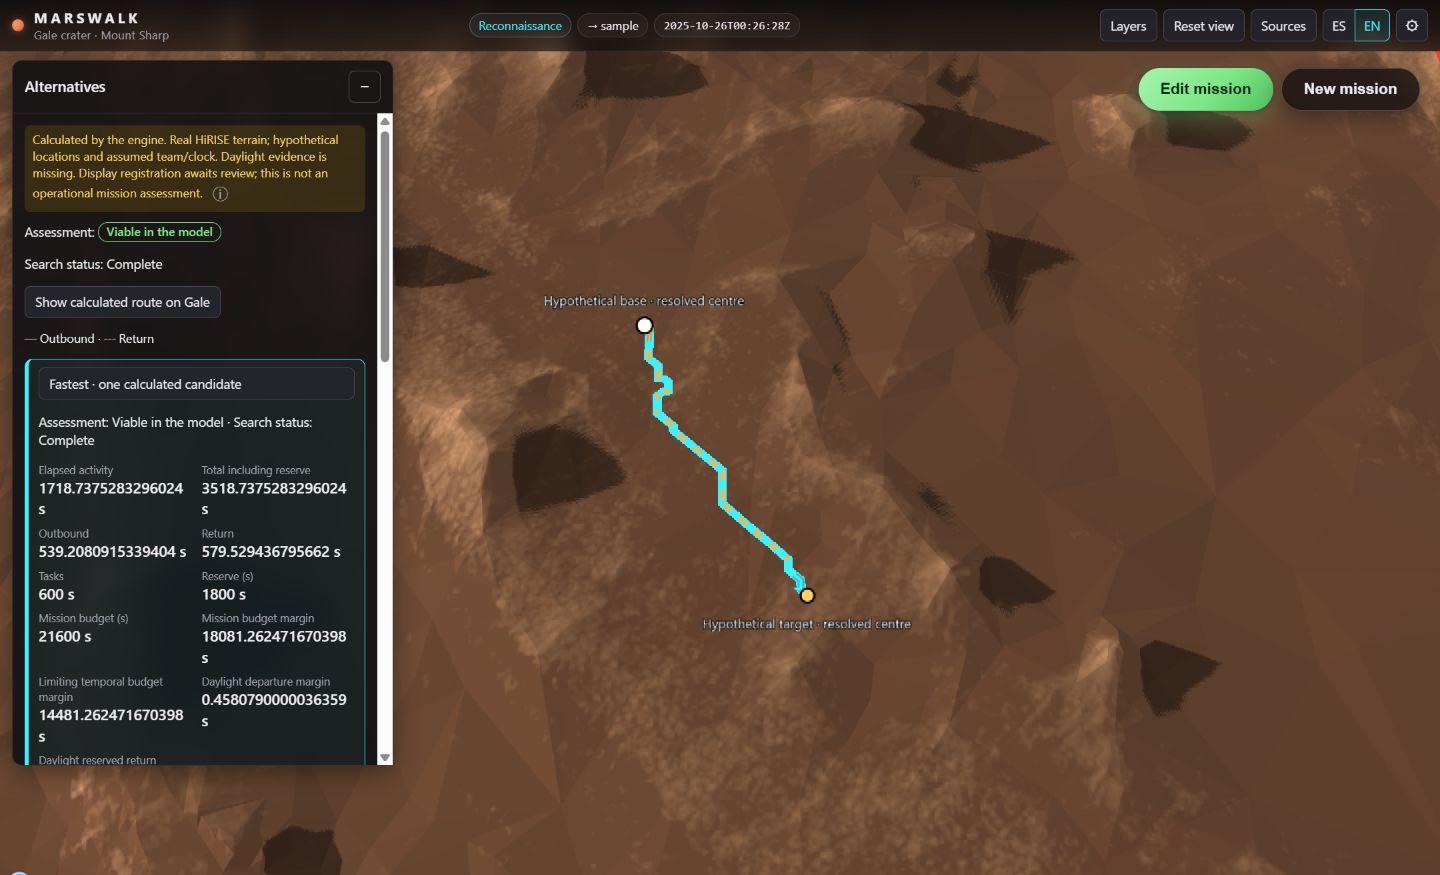 MARSWALK
Gale crater · Mount Sharp
Reconnaissance
→ sample
2025-10-26T00:26:28Z
Layers
Reset view
Sources
ES
EN
Edit mission
New mission
Alternatives
Calculated by the engine. Real HiRISE terrain; hypothetical
locations and assumed team/clock. Daylight evidence is
missing. Display registration awaits review; this is not an
operational mission assessment.
Assessment: Viable in the model
Search status: Complete
Show calculated route on Gale
— Outbound · --- Return
Fastest · one calculated candidate
Assessment: Viable in the model · Search status:
Complete
Elapsed activity
1718.7375283296024
s
Total including reserve
3518.7375283296024
s
Outbound
539.2080915339404 s
Return
579.529436795662 s
Tasks
600 s
Reserve (s)
1800 s
Mission budget (s)
21600 s
Mission budget margin
18081.262471670398
s
Limiting temporal budget
margin
14481.262471670398
s
Daylight departure margin
0.4580790000036359
s
Daylight reserved return
Hypothetical base · resolved centre
Hypothetical target · resolved centre